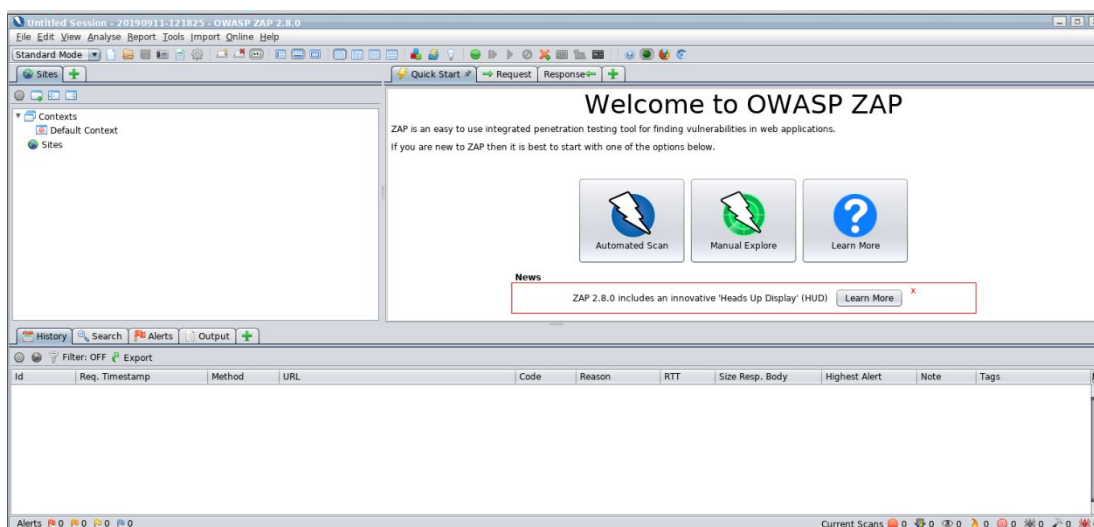 Untitled Session - 20190911-121825 - OWASP ZAP 2.8.0
File Edit View Analyse Report Tools Import Online Help
Standard Mode
Sites
Quick Start
Request
Response
Contexts
Default Context
Sites
Welcome to OWASP ZAP
ZAP is an easy to use integrated penetration testing tool for finding vulnerabilities in web applications.
If you are new to ZAP then it is best to start with one of the options below.
Automated Scan
Manual Explore
Learn More
News
ZAP 2.8.0 includes an innovative 'Heads Up Display' (HUD)
Learn More
X
History
Search
Alerts
Output
Filter: OFF
Export
Id Req. Timestamp Method URL Code Reason RTT Size Resp. Body Highest Alert Note Tags
Alerts 0 0 0 0
Current Scans 0 0 0 0 0 0 0